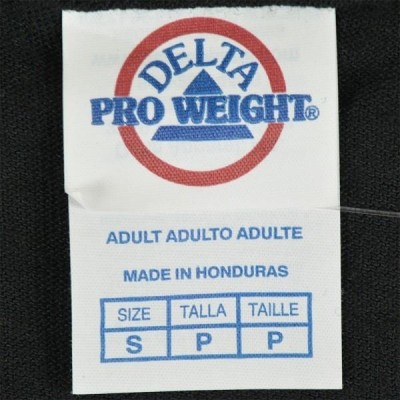 DELTA
PRO WEIGHT®
ADULT ADULTO ADULTE
MADE IN HONDURAS
SIZE TALLA TAILLE
S P P